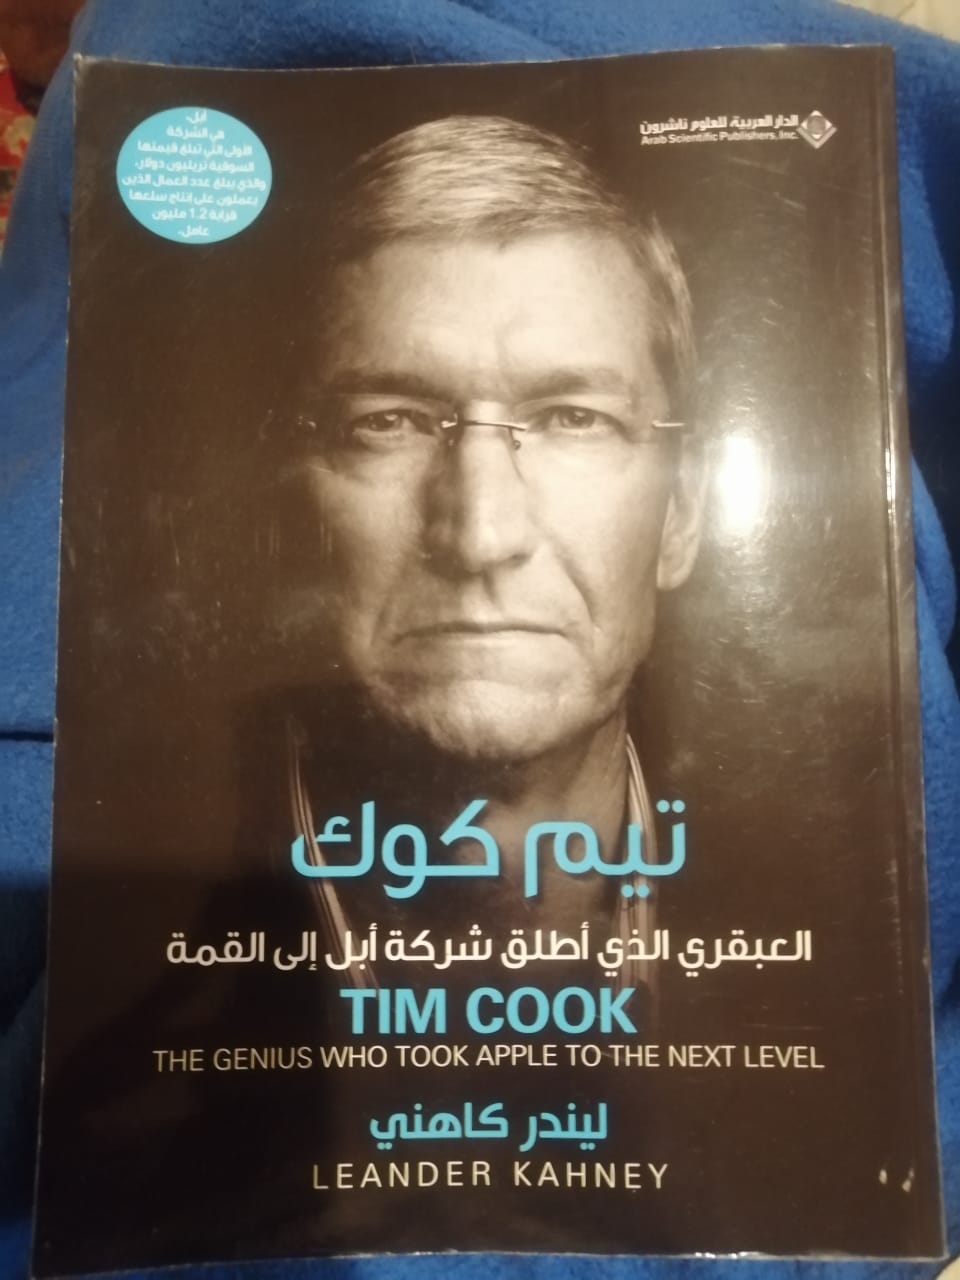 الدار العربية للعلوم ناشرون
Arab Scientific Publishers, Inc.
أبل،
هي الشركة
الأولى التي تبلغ قيمتها
السوقية تريليون دولار،
والذي يبلغ عدد العمال الذين
يعملون على إنتاج سلعها
قرابة 1.2 مليون
عامل.
تيم كوك
العبقري الذي أطلق شركة أبل إلى القمة
TIM COOK
THE GENIUS WHO TOOK APPLE TO THE NEXT LEVEL
ليندر كاهني
LEANDER KAHNEY